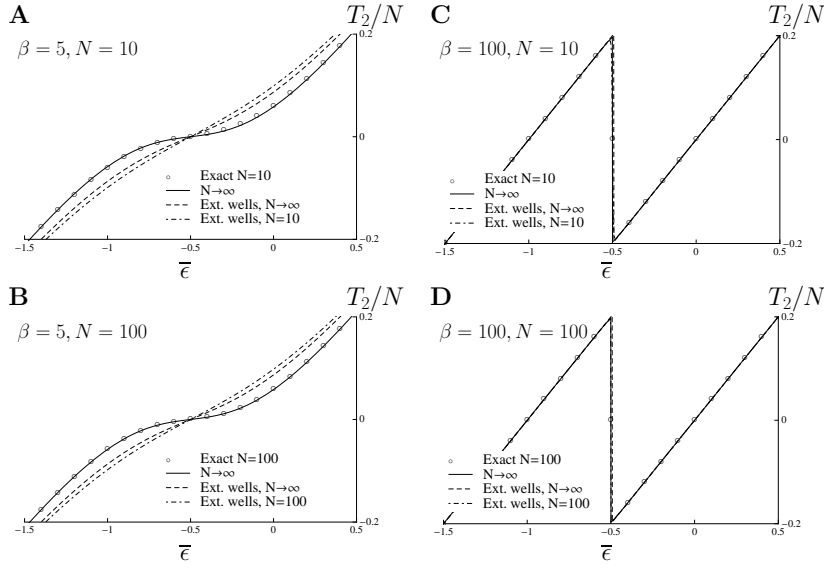 A
T₂/N
β = 5, N = 10
0.2
0
-0.2
Exact N=10
N→∞
Ext. wells, N→∞
Ext. wells, N=10
-1.5
-1
-0.5
0
0.5
ϵ̅
C
T₂/N
β = 100, N = 10
0.2
0
-0.2
Exact N=10
N→∞
Ext. wells, N→∞
Ext. wells, N=10
-1.5
-1
-0.5
0
0.5
ϵ̅
B
T₂/N
β = 5, N = 100
0.2
0
-0.2
Exact N=100
N→∞
Ext. wells, N→∞
Ext. wells, N=100
-1.5
-1
-0.5
0
0.5
ϵ̅
D
T₂/N
β = 100, N = 100
0.2
0
-0.2
Exact N=100
N→∞
Ext. wells, N→∞
Ext. wells, N=100
-1.5
-1
-0.5
0
0.5
ϵ̅